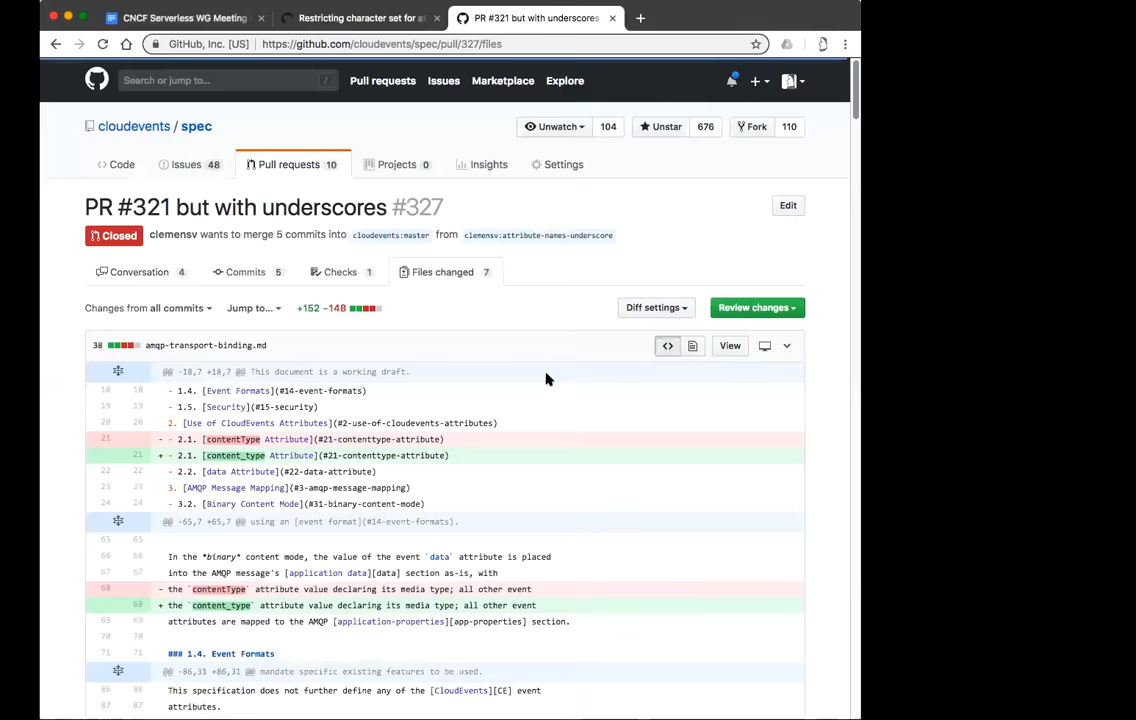 CNCF Serverless WG Meeting ×
Restricting character set for a ×
PR #321 but with underscores ×
GitHub, Inc. [US] https://github.com/cloudevents/spec/pull/327/files
Search or jump to... /
Pull requests Issues Marketplace Explore
cloudevents / spec
Unwatch 104 Unstar 676 Fork 110
Code Issues 48 Pull requests 10 Projects 0 Insights Settings
PR #321 but with underscores #327
Edit
Closed clemensv wants to merge 5 commits into cloudevents:master from clemensv:attribute-names-underscore
Conversation 4 Commits 5 Checks 1 Files changed 7
Changes from all commits Jump to... +152 −148
Diff settings Review changes
38 amqp-transport-binding.md
<> View
@@ -18,7 +18,7 @@ This document is a working draft.
18 18 - 1.4. [Event Formats](#14-event-formats)
19 19 - 1.5. [Security](#15-security)
20 20 2. [Use of CloudEvents Attributes](#2-use-of-cloudevents-attributes)
21 - - 2.1. [contentType Attribute](#21-contenttype-attribute)
21 + - 2.1. [content_type Attribute](#21-contenttype-attribute)
22 22 - 2.2. [data Attribute](#22-data-attribute)
23 23 3. [AMQP Message Mapping](#3-amqp-message-mapping)
24 24 - 3.2. [Binary Content Mode](#31-binary-content-mode)
@@ -65,7 +65,7 @@ using an [event format](#14-event-formats).
65 65
66 66 In the *binary* content mode, the value of the event `data` attribute is placed
67 67 into the AMQP message's [application data][data] section as-is, with
68 - the `contentType` attribute value declaring its media type; all other event
68 + the `content_type` attribute value declaring its media type; all other event
69 69 attributes are mapped to the AMQP [application-properties][app-properties] section.
70 70
71 71 ### 1.4. Event Formats
@@ -86,31 +86,31 @@ mandate specific existing features to be used.
86 86 This specification does not further define any of the [CloudEvents][CE] event
87 87 attributes.